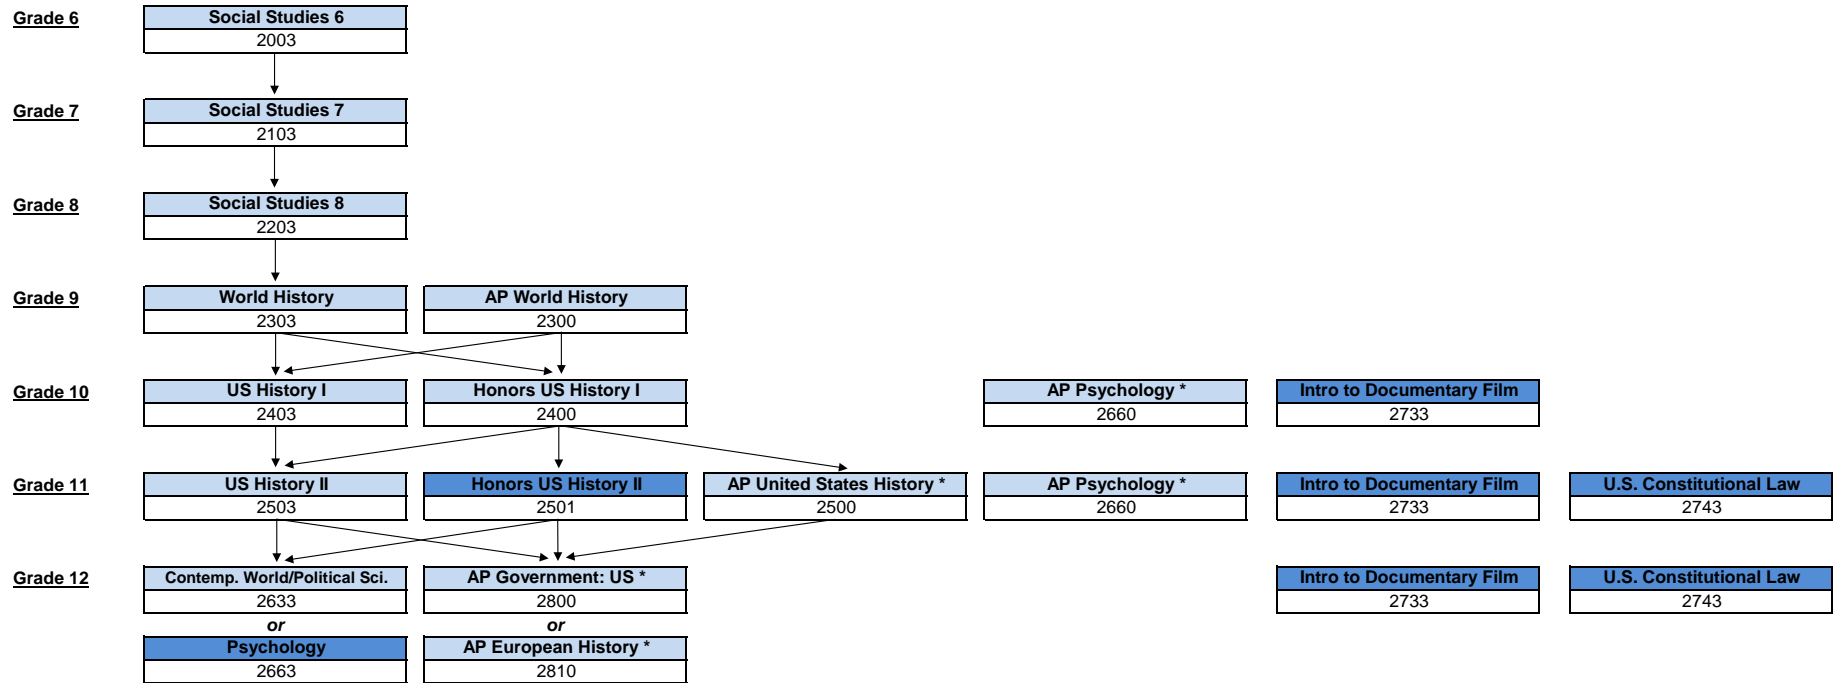 Grade 6
Social Studies 6
2003
Grade 7
Social Studies 7
2103
Grade 8
Social Studies 8
2203
Grade 9
World History
AP World History
2303
2300
Grade 10
US History I
Honors US History I
AP Psychology *
Intro to Documentary Film
2403
2400
2660
2733
Grade 11
US History II
Honors US History II
AP United States History *
AP Psychology *
Intro to Documentary Film
U.S. Constitutional Law
2503
2501
2500
2660
2733
2743
Grade 12
Contemp. World/Political Sci.
AP Government: US *
Intro to Documentary Film
U.S. Constitutional Law
2633
2800
2733
2743
or
or
Psychology
AP European History *
2663
2810